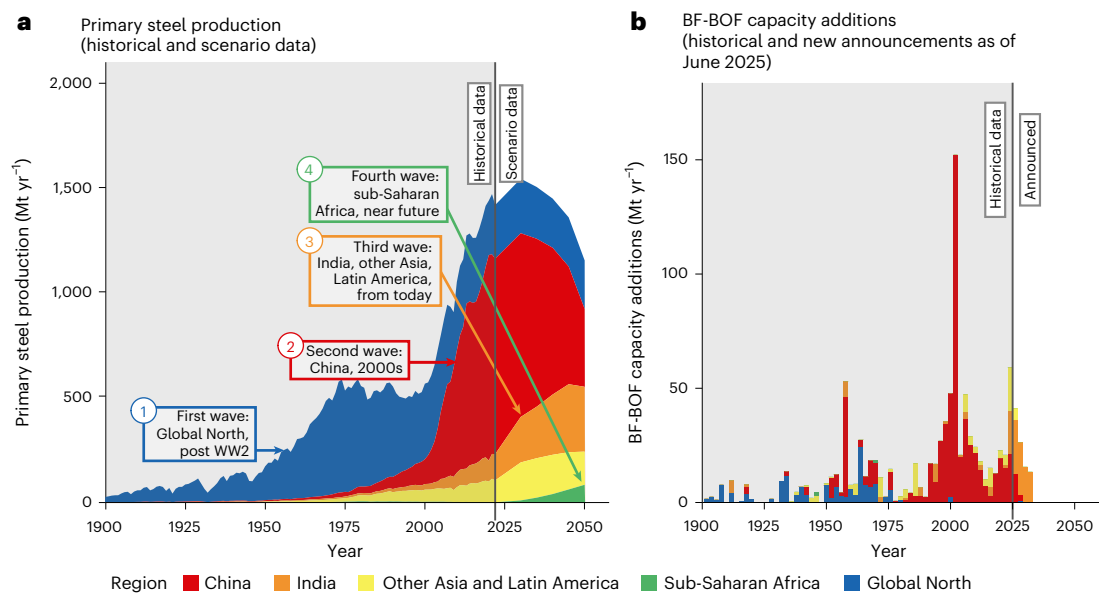 a
Primary steel production
(historical and scenario data)
Primary steel production (Mt yr⁻¹)
2,000
1,500
1,000
500
0
Historical data
Scenario data
4
Fourth wave:
sub-Saharan
Africa, near future
3
Third wave:
India, other Asia,
Latin America,
from today
2
Second wave:
China, 2000s
1
First wave:
Global North,
post WW2
1900 1925 1950 1975 2000 2025 2050
Year
b
BF-BOF capacity additions
(historical and new announcements as of
June 2025)
BF-BOF capacity additions (Mt yr⁻¹)
150
100
50
0
Historical data
Announced
1900 1925 1950 1975 2000 2025 2050
Year
Region China India Other Asia and Latin America Sub-Saharan Africa Global North